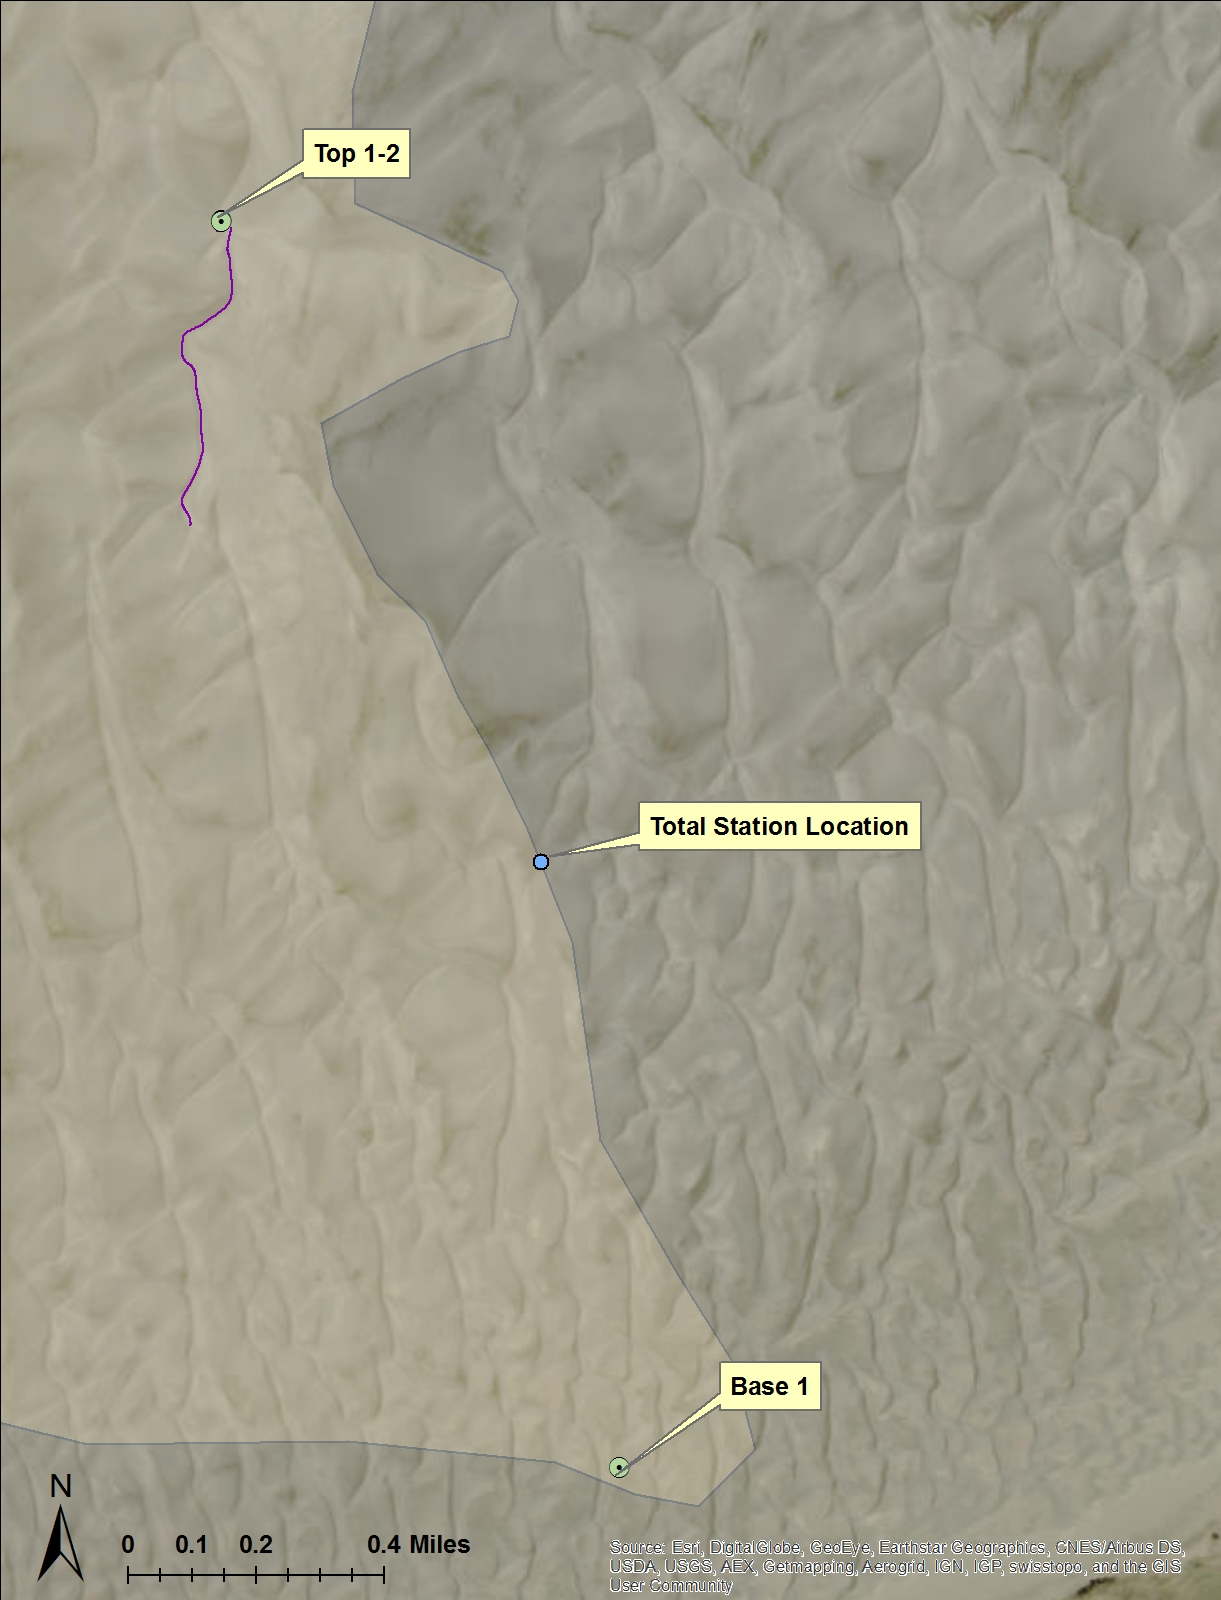 Top 1-2
Total Station Location
Base 1
N
0 0.1 0.2 0.4 Miles
Source: Esri, DigitalGlobe, GeoEye, Earthstar Geographics, CNES/Airbus DS,
USDA, USGS, AEX, Getmapping, Aerogrid, IGN, IGP, swisstopo, and the GIS
User Community